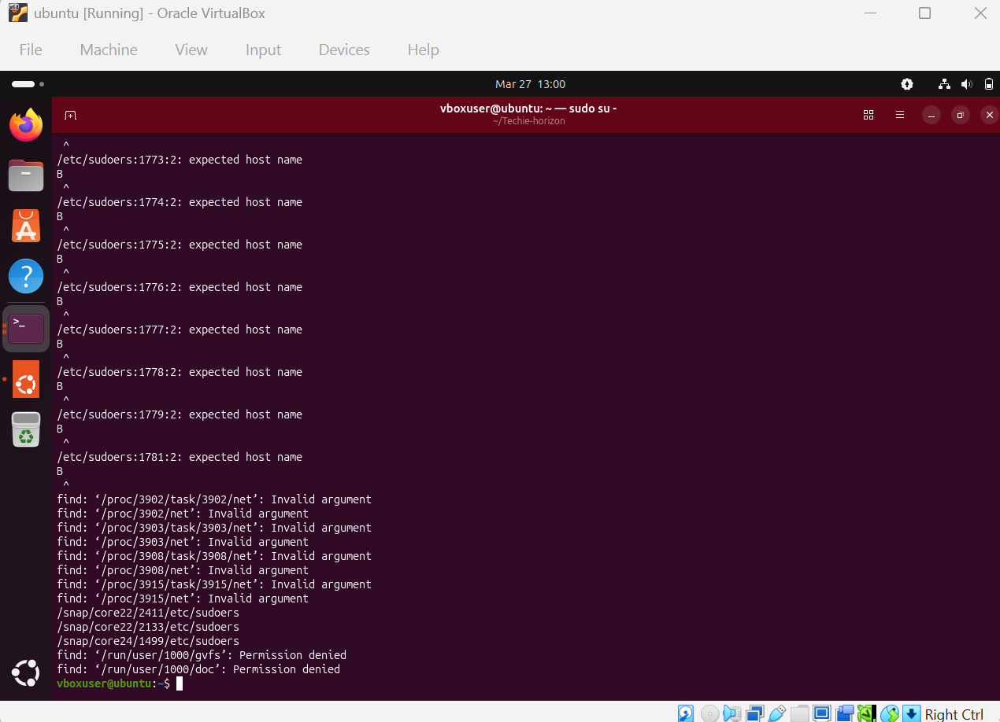 ubuntu [Running] - Oracle VirtualBox
File Machine View Input Devices Help
Mar 27 13:00
vboxuser@ubuntu: ~ — sudo su -
~/Techie-horizon
^
/etc/sudoers:1773:2: expected host name
B
^
/etc/sudoers:1774:2: expected host name
B
^
/etc/sudoers:1775:2: expected host name
B
^
/etc/sudoers:1776:2: expected host name
B
^
/etc/sudoers:1777:2: expected host name
B
^
/etc/sudoers:1778:2: expected host name
B
^
/etc/sudoers:1779:2: expected host name
B
^
/etc/sudoers:1781:2: expected host name
B
^
find: ‘/proc/3902/task/3902/net’: Invalid argument
find: ‘/proc/3902/net’: Invalid argument
find: ‘/proc/3903/task/3903/net’: Invalid argument
find: ‘/proc/3903/net’: Invalid argument
find: ‘/proc/3908/task/3908/net’: Invalid argument
find: ‘/proc/3908/net’: Invalid argument
find: ‘/proc/3915/task/3915/net’: Invalid argument
find: ‘/proc/3915/net’: Invalid argument
/snap/core22/2411/etc/sudoers
/snap/core22/2133/etc/sudoers
/snap/core24/1499/etc/sudoers
find: ‘/run/user/1000/gvfs’: Permission denied
find: ‘/run/user/1000/doc’: Permission denied
vboxuser@ubuntu:~$
Right Ctrl